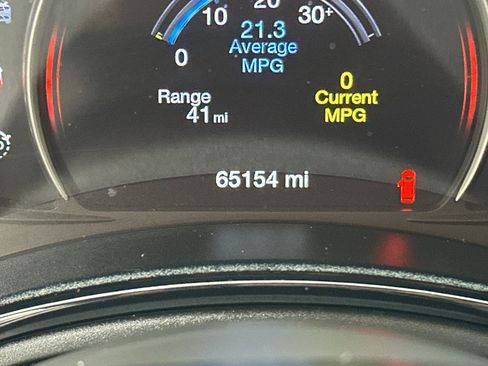 20
10
30+
21.3
Average
MPG
0
0
Range
Current
41 mi
MPG
65154 mi